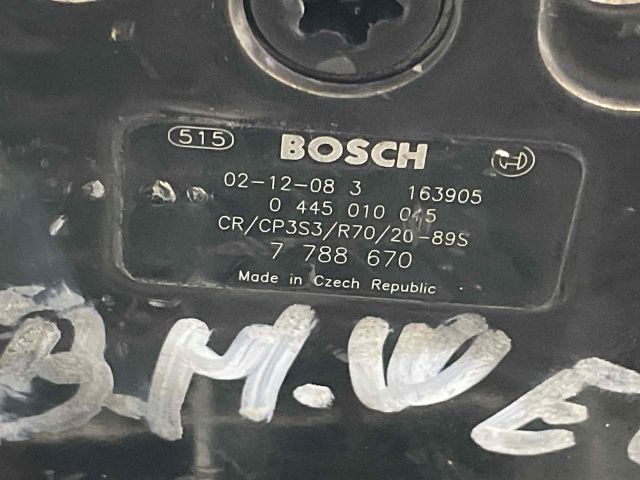 515 BOSCH
02-12-08 3 163905
0 445 010 045
CR/CP3S3/R70/20-89S
7 788 670
Made in Czech Republic
B.M.W